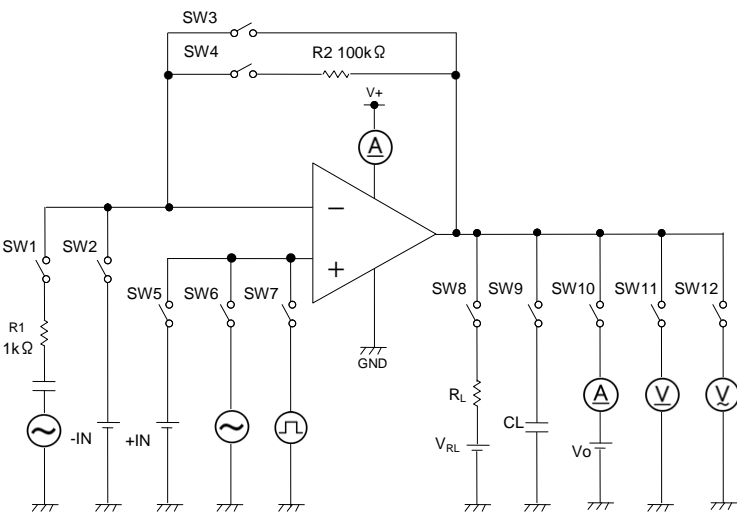 SW3
SW4
R2 100kΩ
V+
A
SW1
SW2
−
+
SW5
SW6
SW7
SW8
SW9
SW10
SW11
SW12
R1
1kΩ
GND
RL
CL
A
V
V
-IN
+IN
VRL
Vo